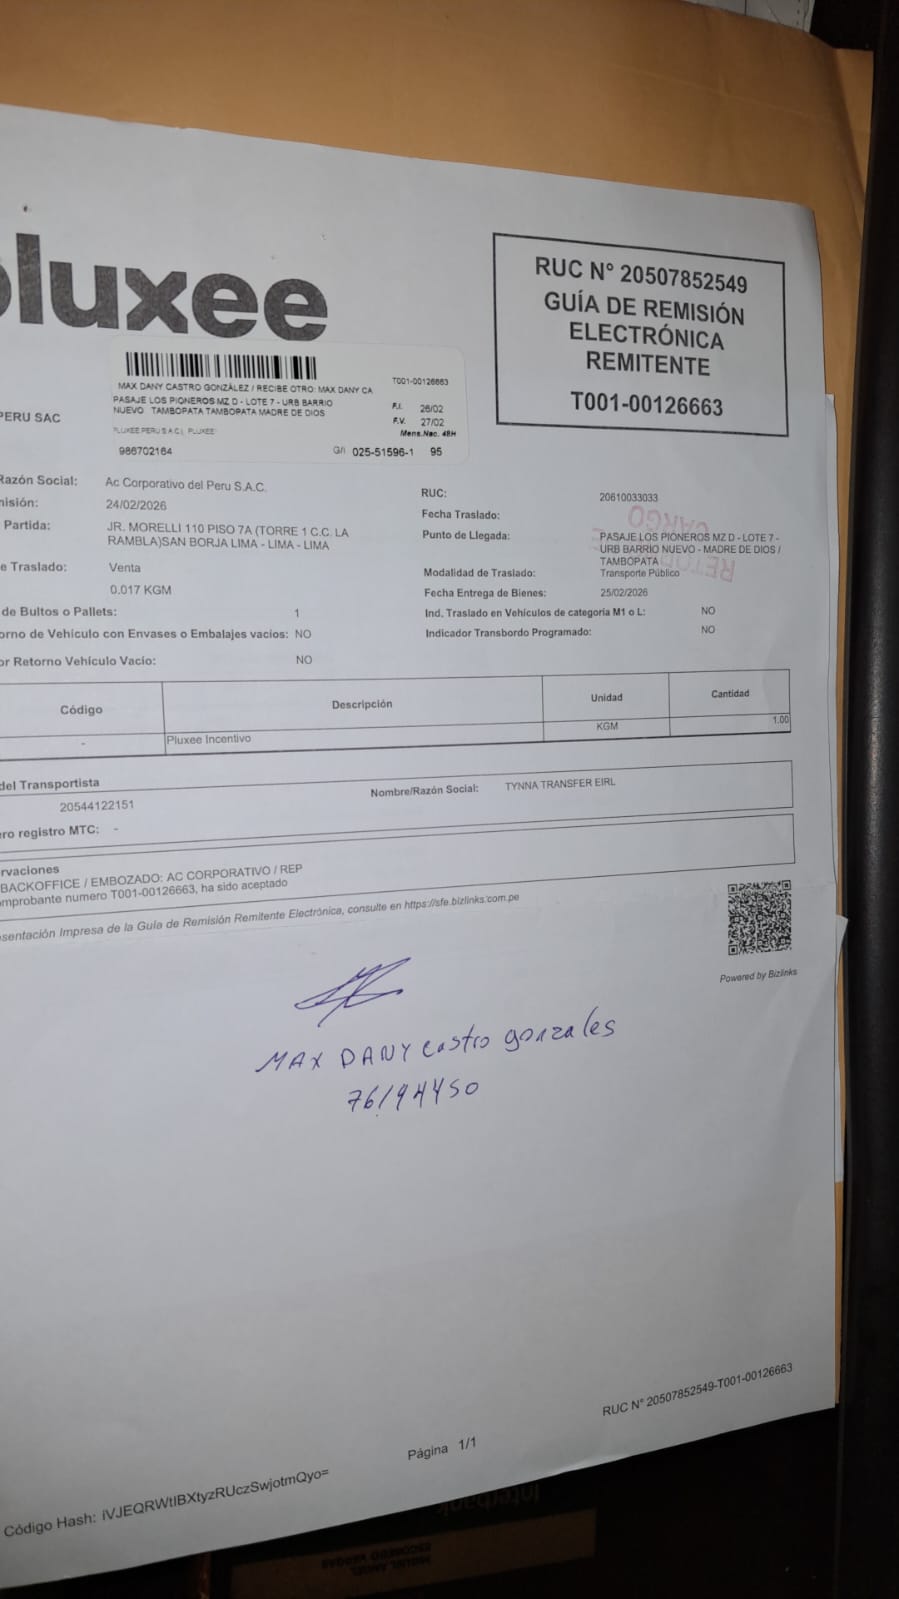 pluxee
RUC N° 20507852549
GUÍA DE REMISIÓN
ELECTRÓNICA
REMITENTE
T001-00126663
MAX DANY CASTRO GONZÁLEZ / RECIBE OTRO: MAX DANY CA
T001-00126663
PASAJE LOS PIONEROS MZ D - LOTE 7 - URB BARRIO
NUEVO TAMBOPATA TAMBOPATA MADRE DE DIOS
F.I. 26/02
F.V. 27/02
PLUXEE PERU S.A.C. PLUXEE
Mens.Nac. 48H
986702164
G/I 025-51596-1 95
PERU SAC
Razón Social: Ac Corporativo del Peru S.A.C.
RUC: 20610033033
misión: 24/02/2026
Fecha Traslado:
Partida: JR. MORELLI 110 PISO 7A (TORRE 1 C.C. LA
RAMBLA)SAN BORJA LIMA - LIMA - LIMA
Punto de Llegada: PASAJE LOS PIONEROS MZ D - LOTE 7 -
URB BARRIO NUEVO - MADRE DE DIOS /
TAMBOPATA
CARGO
e Traslado: Venta
Modalidad de Traslado: Transporte Público
0.017 KGM
Fecha Entrega de Bienes: 25/02/2026
de Bultos o Pallets: 1
Ind. Traslado en Vehículos de categoria M1 o L: NO
orno de Vehículo con Envases o Embalajes vacíos: NO
Indicador Transbordo Programado: NO
or Retorno Vehículo Vacío: NO
Código Descripción Unidad Cantidad
- Pluxee Incentivo KGM 1.00
del Transportista
20544122151
Nombre/Razón Social: TYNNA TRANSFER EIRL
ero registro MTC: -
rvaciones
BACKOFFICE / EMBOZADO: AC CORPORATIVO / REP
omprobante numero T001-00126663, ha sido aceptado
esentación Impresa de la Guía de Remisión Remitente Electrónica, consulte en https://sfe.bizlinks.com.pe
Powered by Bizlinks
MAX DANY castro gonzales
76194450
RUC N° 20507852549-T001-00126663
Página 1/1
Código Hash: iVJEQRWtIBXtyzRUczSwjotmQyo=
Interbank